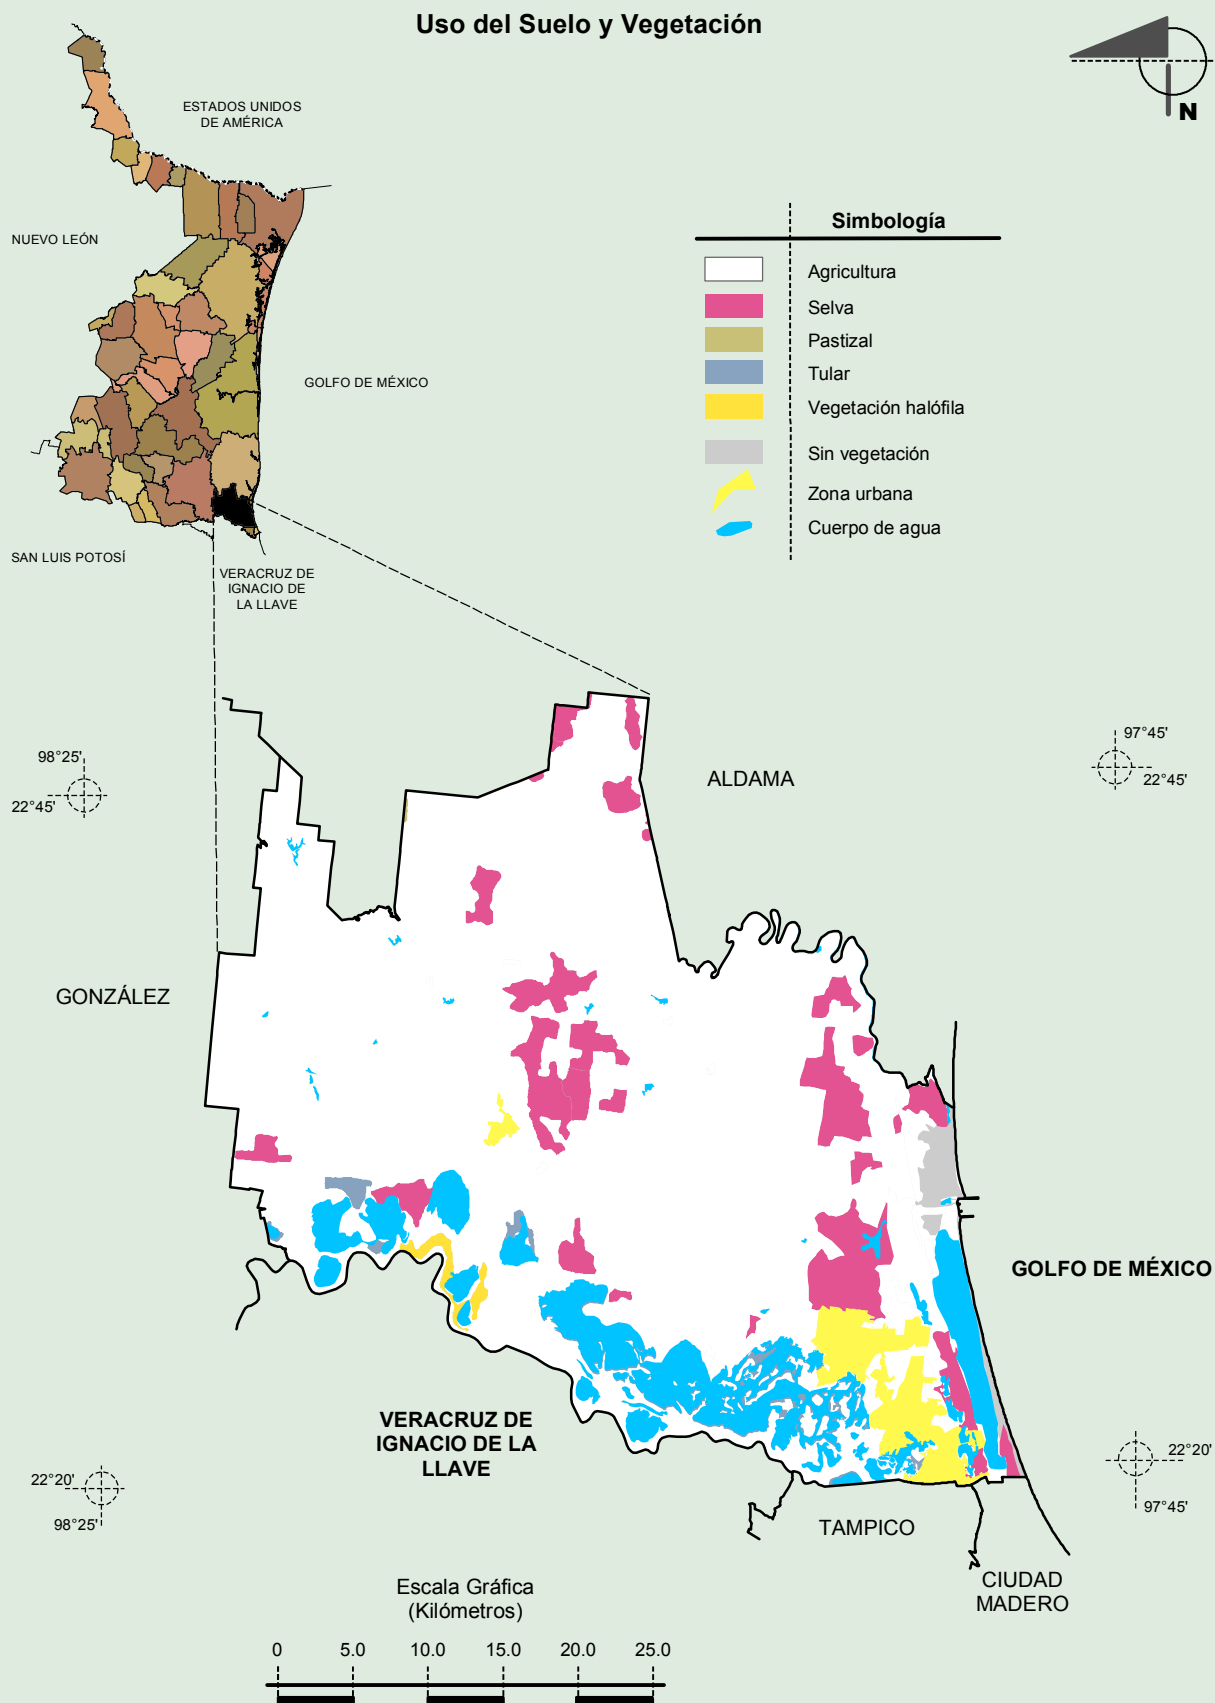 Uso del Suelo y Vegetación
N
ESTADOS UNIDOS
DE AMÉRICA
NUEVO LEÓN
GOLFO DE MÉXICO
SAN LUIS POTOSÍ
VERACRUZ DE
IGNACIO DE
LA LLAVE
Simbología
Agricultura
Selva
Pastizal
Tular
Vegetación halófila
Sin vegetación
Zona urbana
Cuerpo de agua
98°25'
22°45'
97°45'
22°45'
ALDAMA
GONZÁLEZ
GOLFO DE MÉXICO
VERACRUZ DE
IGNACIO DE LA
LLAVE
22°20'
98°25'
22°20'
97°45'
TAMPICO
CIUDAD
MADERO
Escala Gráfica
(Kilómetros)
0 5.0 10.0 15.0 20.0 25.0